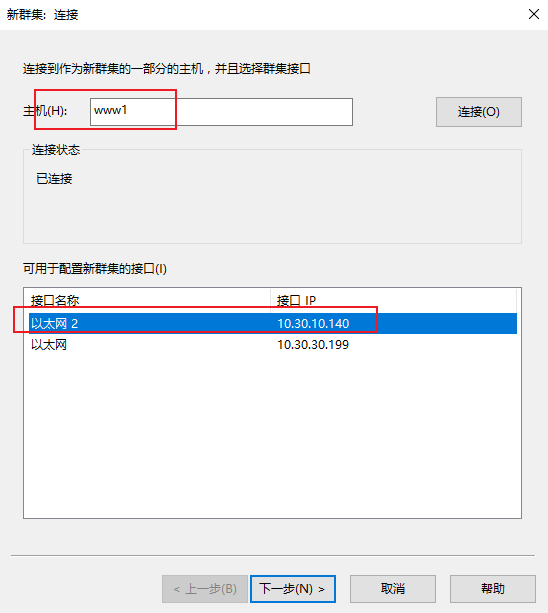 新群集: 连接
连接到作为新群集的一部分的主机，并且选择群集接口
主机(H): www1 连接(O)
连接状态
已连接
可用于配置新群集的接口(I)
接口名称 接口 IP
以太网 2 10.30.10.140
以太网 10.30.30.199
< 上一步(B) 下一步(N) > 取消 帮助